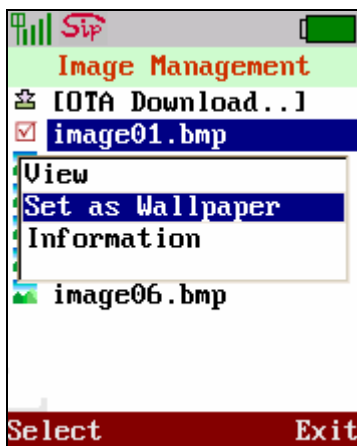 Sip
Image Management
[OTA Download..]
image01.bmp
View
Set as Wallpaper
Information
image06.bmp
Select Exit